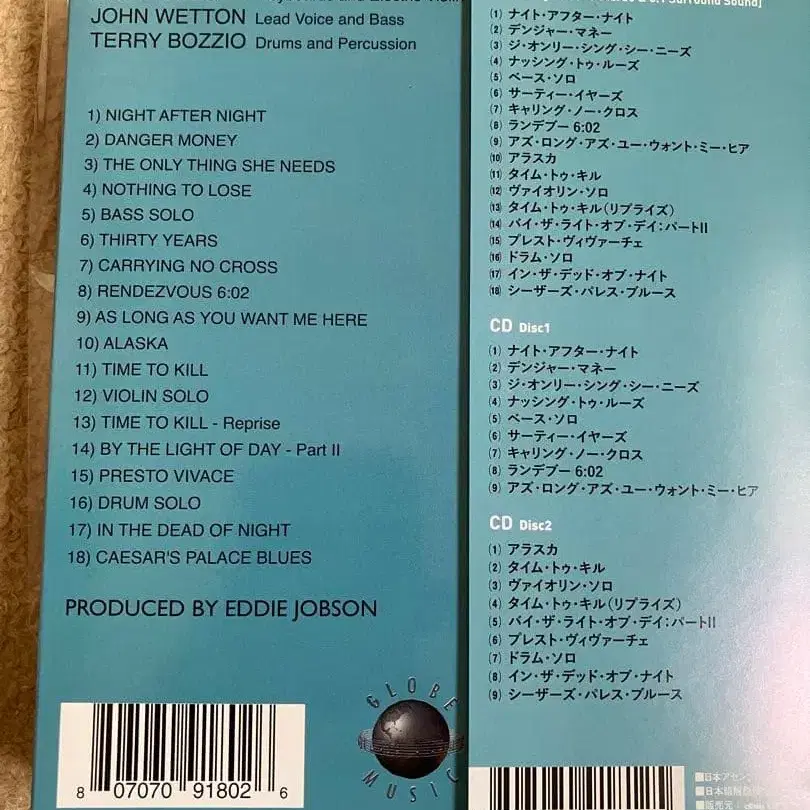 JOHN WETTON Lead Voice and Bass
TERRY BOZZIO Drums and Percussion
1) NIGHT AFTER NIGHT
2) DANGER MONEY
3) THE ONLY THING SHE NEEDS
4) NOTHING TO LOSE
5) BASS SOLO
6) THIRTY YEARS
7) CARRYING NO CROSS
8) RENDEZVOUS 6:02
9) AS LONG AS YOU WANT ME HERE
10) ALASKA
11) TIME TO KILL
12) VIOLIN SOLO
13) TIME TO KILL - Reprise
14) BY THE LIGHT OF DAY - Part II
15) PRESTO VIVACE
16) DRUM SOLO
17) IN THE DEAD OF NIGHT
18) CAESAR'S PALACE BLUES
PRODUCED BY EDDIE JOBSON
GLOBE MUSIC
8 07070 91802 6
5.1 Surround Sound]
(1) ナイト・アフター・ナイト
(2) デンジャー・マネー
(3) ジ・オンリー・シング・シー・ニーズ
(4) ナッシング・トゥ・ルーズ
(5) ベース・ソロ
(6) サーティー・イヤーズ
(7) キャリング・ノー・クロス
(8) ランデブー 6:02
(9) アズ・ロング・アズ・ユー・ウォント・ミー・ヒア
(10) アラスカ
(11) タイム・トゥ・キル
(12) ヴァイオリン・ソロ
(13) タイム・トゥ・キル(リプライズ)
(14) バイ・ザ・ライト・オブ・デイ:パートII
(15) プレスト・ヴィヴァーチェ
(16) ドラム・ソロ
(17) イン・ザ・デッド・オブ・ナイト
(18) シーザーズ・パレス・ブルース
CD Disc1
(1) ナイト・アフター・ナイト
(2) デンジャー・マネー
(3) ジ・オンリー・シング・シー・ニーズ
(4) ナッシング・トゥ・ルーズ
(5) ベース・ソロ
(6) サーティー・イヤーズ
(7) キャリング・ノー・クロス
(8) ランデブー 6:02
(9) アズ・ロング・アズ・ユー・ウォント・ミー・ヒア
CD Disc2
(1) アラスカ
(2) タイム・トゥ・キル
(3) ヴァイオリン・ソロ
(4) タイム・トゥ・キル(リプライズ)
(5) バイ・ザ・ライト・オブ・デイ:パートII
(6) プレスト・ヴィヴァーチェ
(7) ドラム・ソロ
(8) イン・ザ・デッド・オブ・ナイト
(9) シーザーズ・パレス・ブルース
■日本アセン
■日本語解説
■販売元